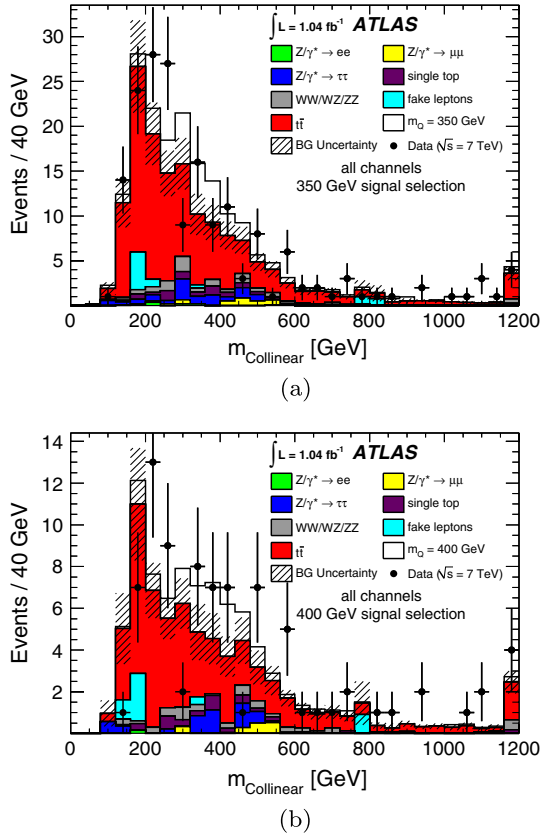 ∫ L = 1.04 fb⁻¹ ATLAS
Z/γ* → ee
Z/γ* → μμ
Z/γ* → ττ
single top
WW/WZ/ZZ
fake leptons
tt̄
m_Q = 350 GeV
BG Uncertainty
Data (√s = 7 TeV)
all channels
350 GeV signal selection
Events / 40 GeV
30
25
20
15
10
5
0 200 400 600 800 1000 1200
m_Collinear [GeV]
(a)
∫ L = 1.04 fb⁻¹ ATLAS
Z/γ* → ee
Z/γ* → μμ
Z/γ* → ττ
single top
WW/WZ/ZZ
fake leptons
tt̄
m_Q = 400 GeV
BG Uncertainty
Data (√s = 7 TeV)
all channels
400 GeV signal selection
Events / 40 GeV
14
12
10
8
6
4
2
0 200 400 600 800 1000 1200
m_Collinear [GeV]
(b)